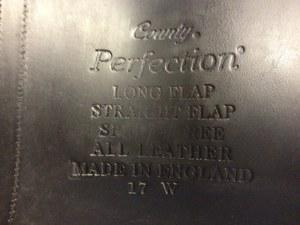 County.
Perfection®
LONG FLAP
STRAIGHT FLAP
ALL LEATHER
MADE IN ENGLAND
17 W